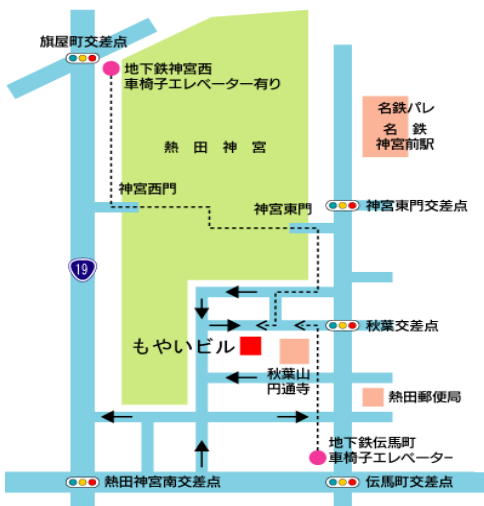 旗屋町交差点
地下鉄神宮西
車椅子エレベーター有り
名鉄パレ
名鉄
神宮前駅
熱田神宮
神宮西門
神宮東門
神宮東門交差点
19
秋葉交差点
もやいビル
秋葉山
円通寺
熱田郵便局
地下鉄伝馬町
車椅子エレベーター
熱田神宮南交差点
伝馬町交差点